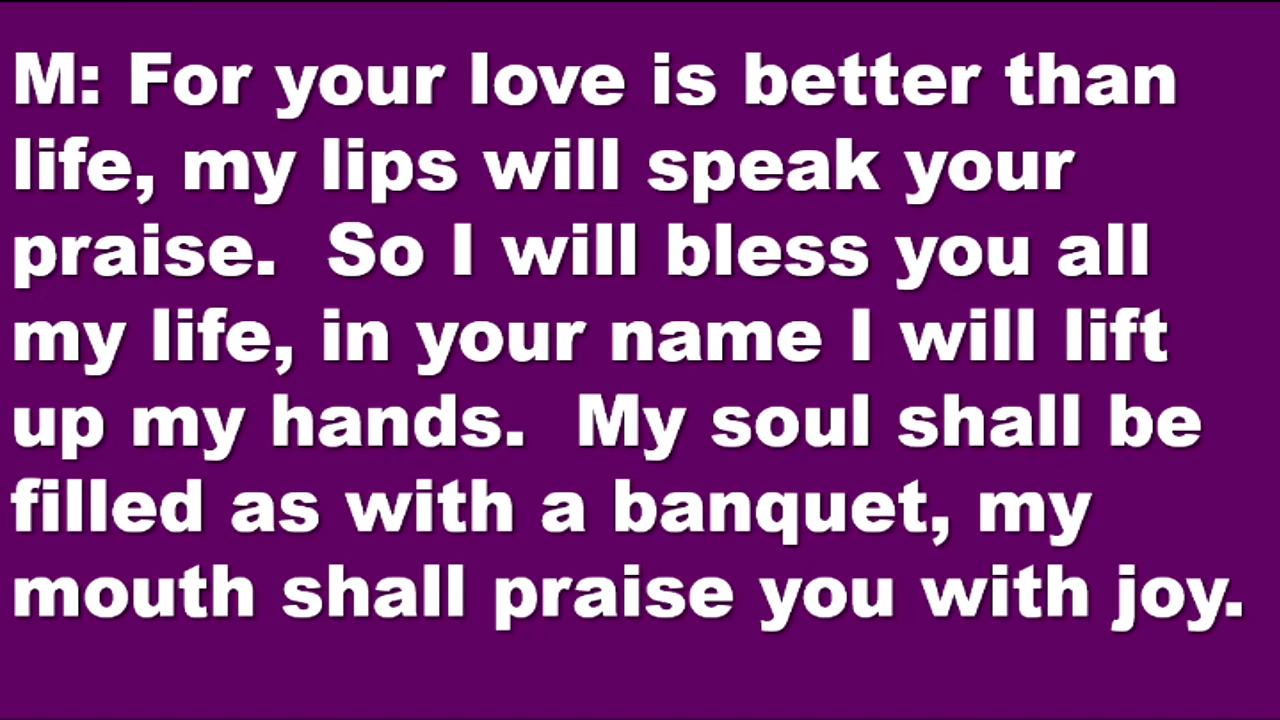 M: For your love is better than
life, my lips will speak your
praise.  So I will bless you all
my life, in your name I will lift
up my hands.  My soul shall be
filled as with a banquet, my
mouth shall praise you with joy.